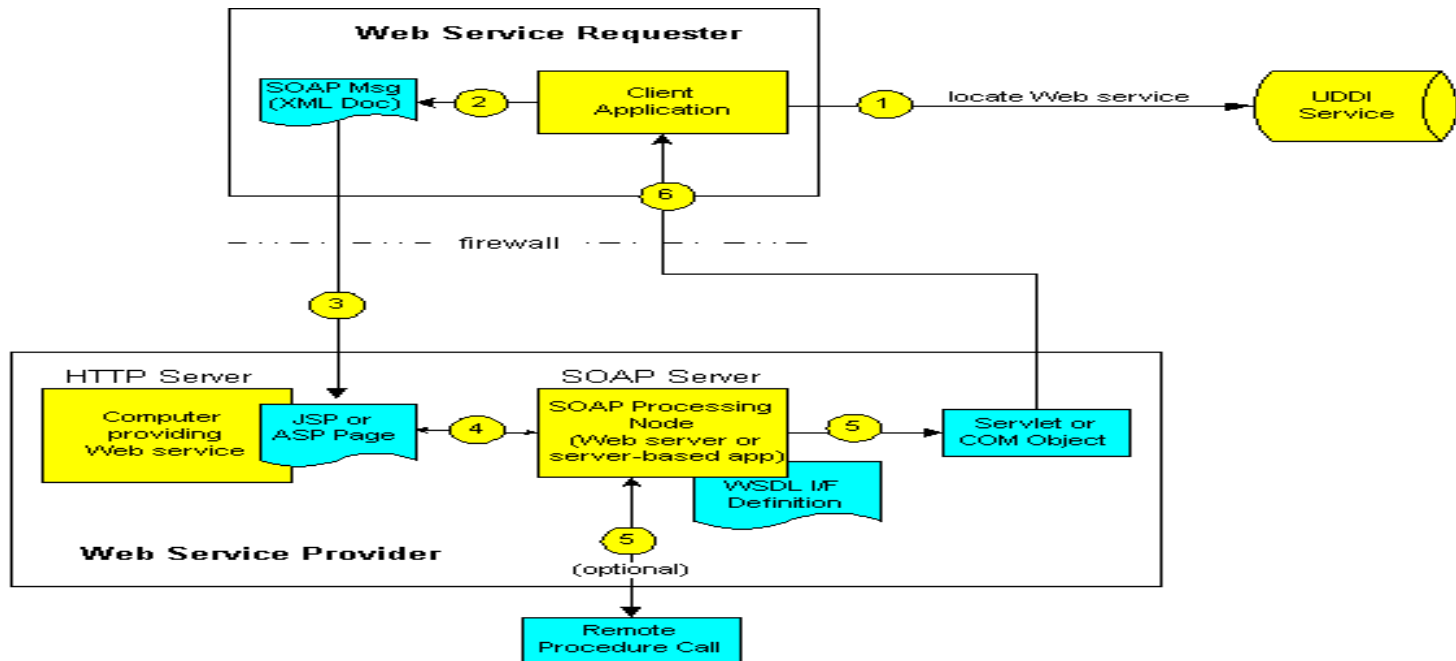 Web Service Requester
SOAP Msg
(XML Doc)
2
Client
Application
1
locate Web service
UDDI
Service
6
firewall
3
HTTP Server
SOAP Server
Computer
providing
Web service
JSP or
ASP Page
4
SOAP Processing
Node
(Web server or
server-based app)
5
Servlet or
COM Object
WSDL I/F
Definition
5
(optional)
Web Service Provider
Remote
Procedure Call